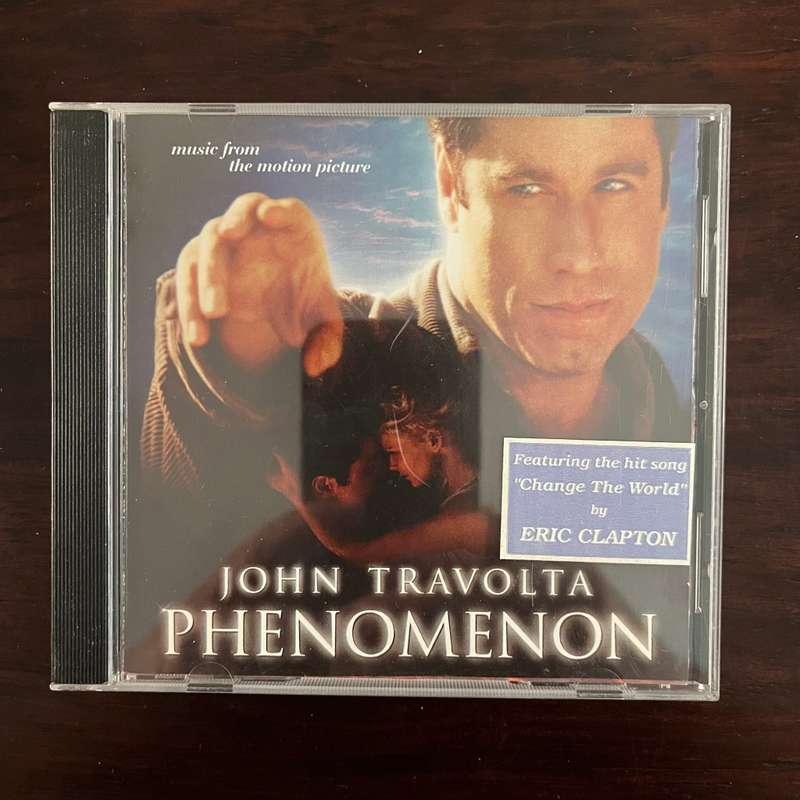 music from
the motion picture
Featuring the hit song
"Change The World"
by
ERIC CLAPTON
JOHN TRAVOLTA
PHENOMENON